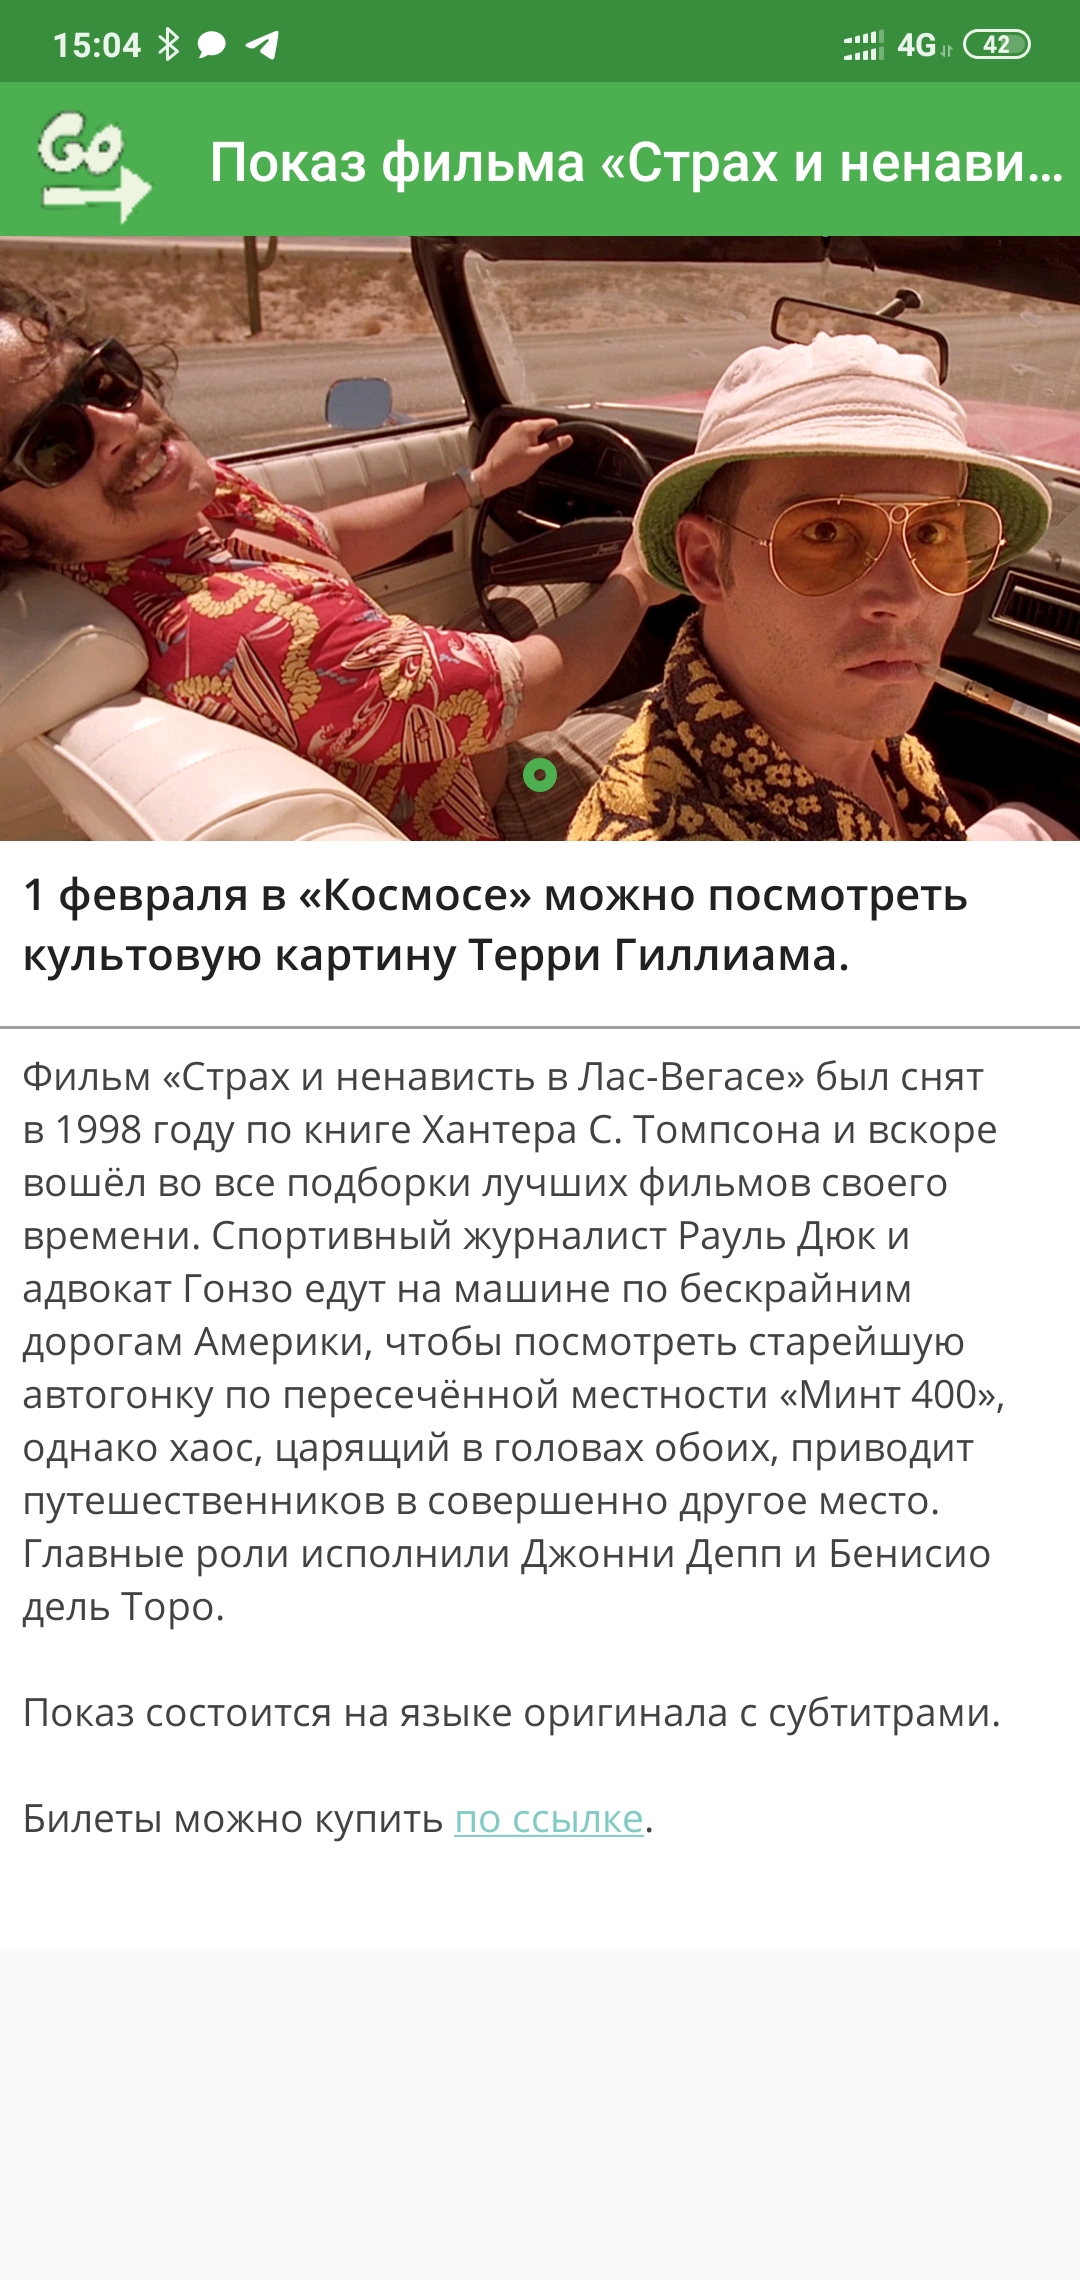 15:04 4G 42
GO Показ фильма «Страх и ненави...
1 февраля в «Космосе» можно посмотреть
культовую картину Терри Гиллиама.
Фильм «Страх и ненависть в Лас-Вегасе» был снят
в 1998 году по книге Хантера С. Томпсона и вскоре
вошёл во все подборки лучших фильмов своего
времени. Спортивный журналист Рауль Дюк и
адвокат Гонзо едут на машине по бескрайним
дорогам Америки, чтобы посмотреть старейшую
автогонку по пересечённой местности «Минт 400»,
однако хаос, царящий в головах обоих, приводит
путешественников в совершенно другое место.
Главные роли исполнили Джонни Депп и Бенисио
дель Торо.
Показ состоится на языке оригинала с субтитрами.
Билеты можно купить по ссылке.